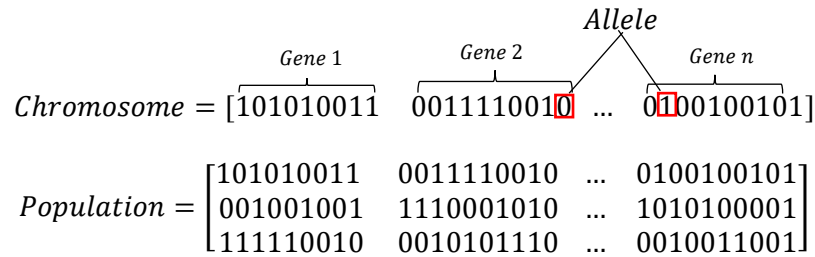 Allele
Gene 1 Gene 2 Gene n
Chromosome = [101010011 0011110010 … 0100100101]
Population = [101010011 0011110010 … 0100100101
001001001 1110001010 … 1010100001
111110010 0010101110 … 0010011001]